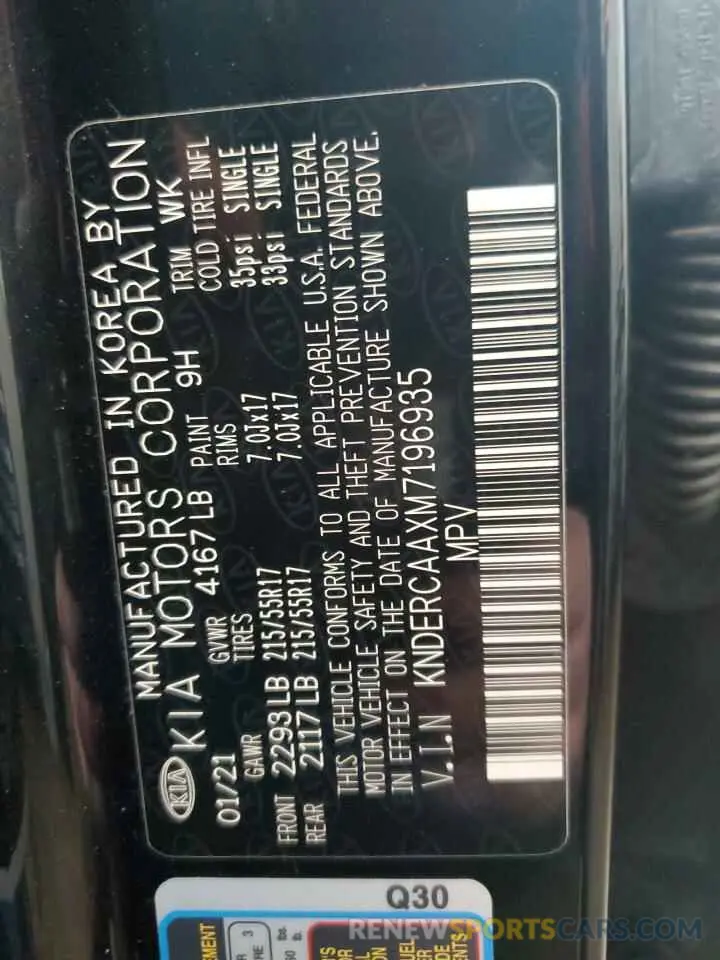 MANUFACTURED IN KOREA BY
KIA KIA MOTORS CORPORATION
01/21 GVWR 4167LB PAINT 9H TRIM WK
GAWR TIRES RIMS COLD TIRE INFL
FRONT 2293LB 215/55R17 7.0Jx17 35psi SINGLE
REAR 2117LB 215/55R17 7.0Jx17 33psi SINGLE
THIS VEHICLE CONFORMS TO ALL APPLICABLE U.S.A. FEDERAL
MOTOR VEHICLE SAFETY AND THEFT PREVENTION STANDARDS
IN EFFECT ON THE DATE OF MANUFACTURE SHOWN ABOVE.
V.I.N KNDERCAAXM7196935
MPV
Q30
RENEWSPORTSCARS.COM